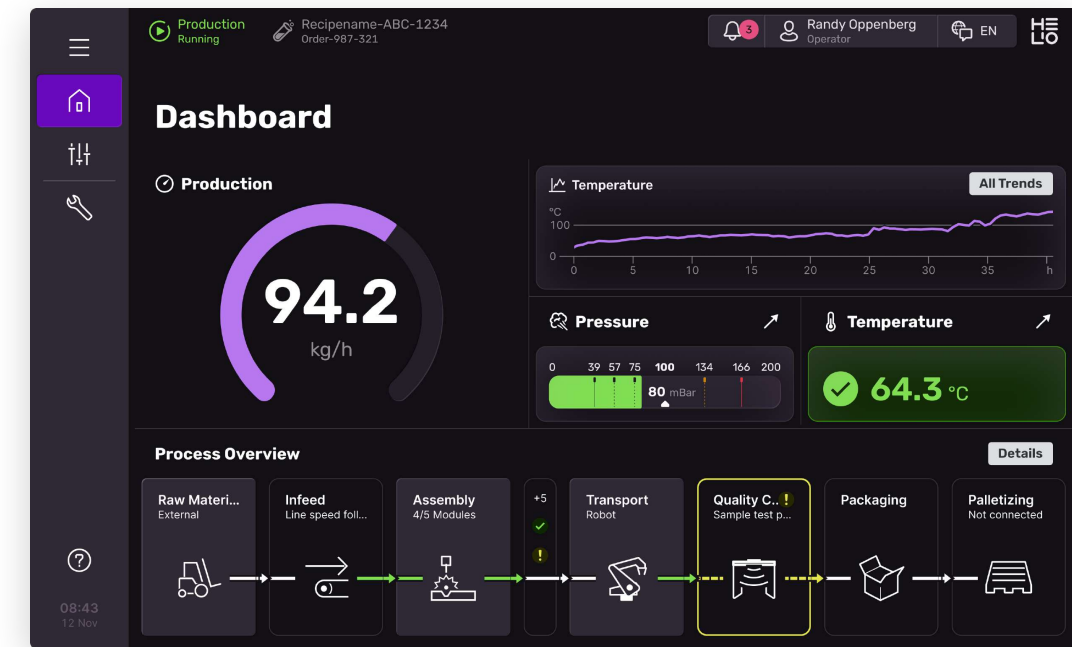 Production
Running
Recipename-ABC-1234
Order-987-321
3
Randy Oppenberg
Operator
EN
HELIO
Dashboard
Production
94.2
kg/h
Temperature
All Trends
°C
100
0
0 5 10 15 20 25 30 35 h
Pressure
0 39 57 75 100 134 166 200
80 mBar
Temperature
64.3 °C
Process Overview
Details
Raw Materi...
External
Infeed
Line speed foll...
Assembly
4/5 Modules
+5
!
Transport
Robot
Quality C..!
Sample test p...
Packaging
Palletizing
Not connected
?
08:43
12 Nov